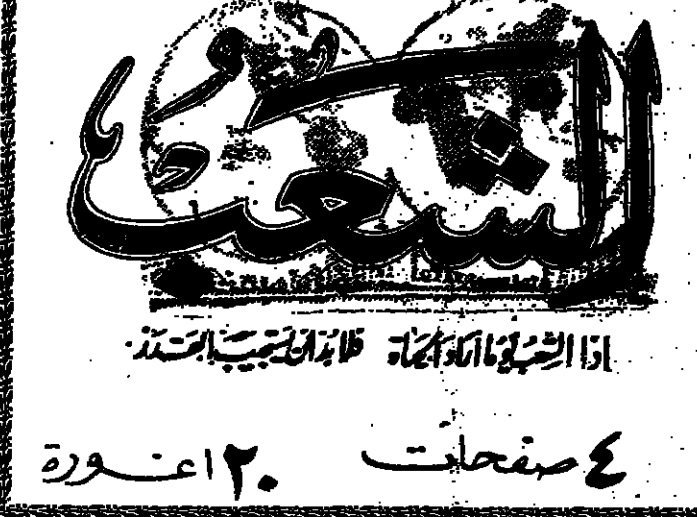 الشعب
اذا الشعب يوما اراد الحياة فلا بد ان يستجيب القدر
٤ صفحات ٢٠ اغورة